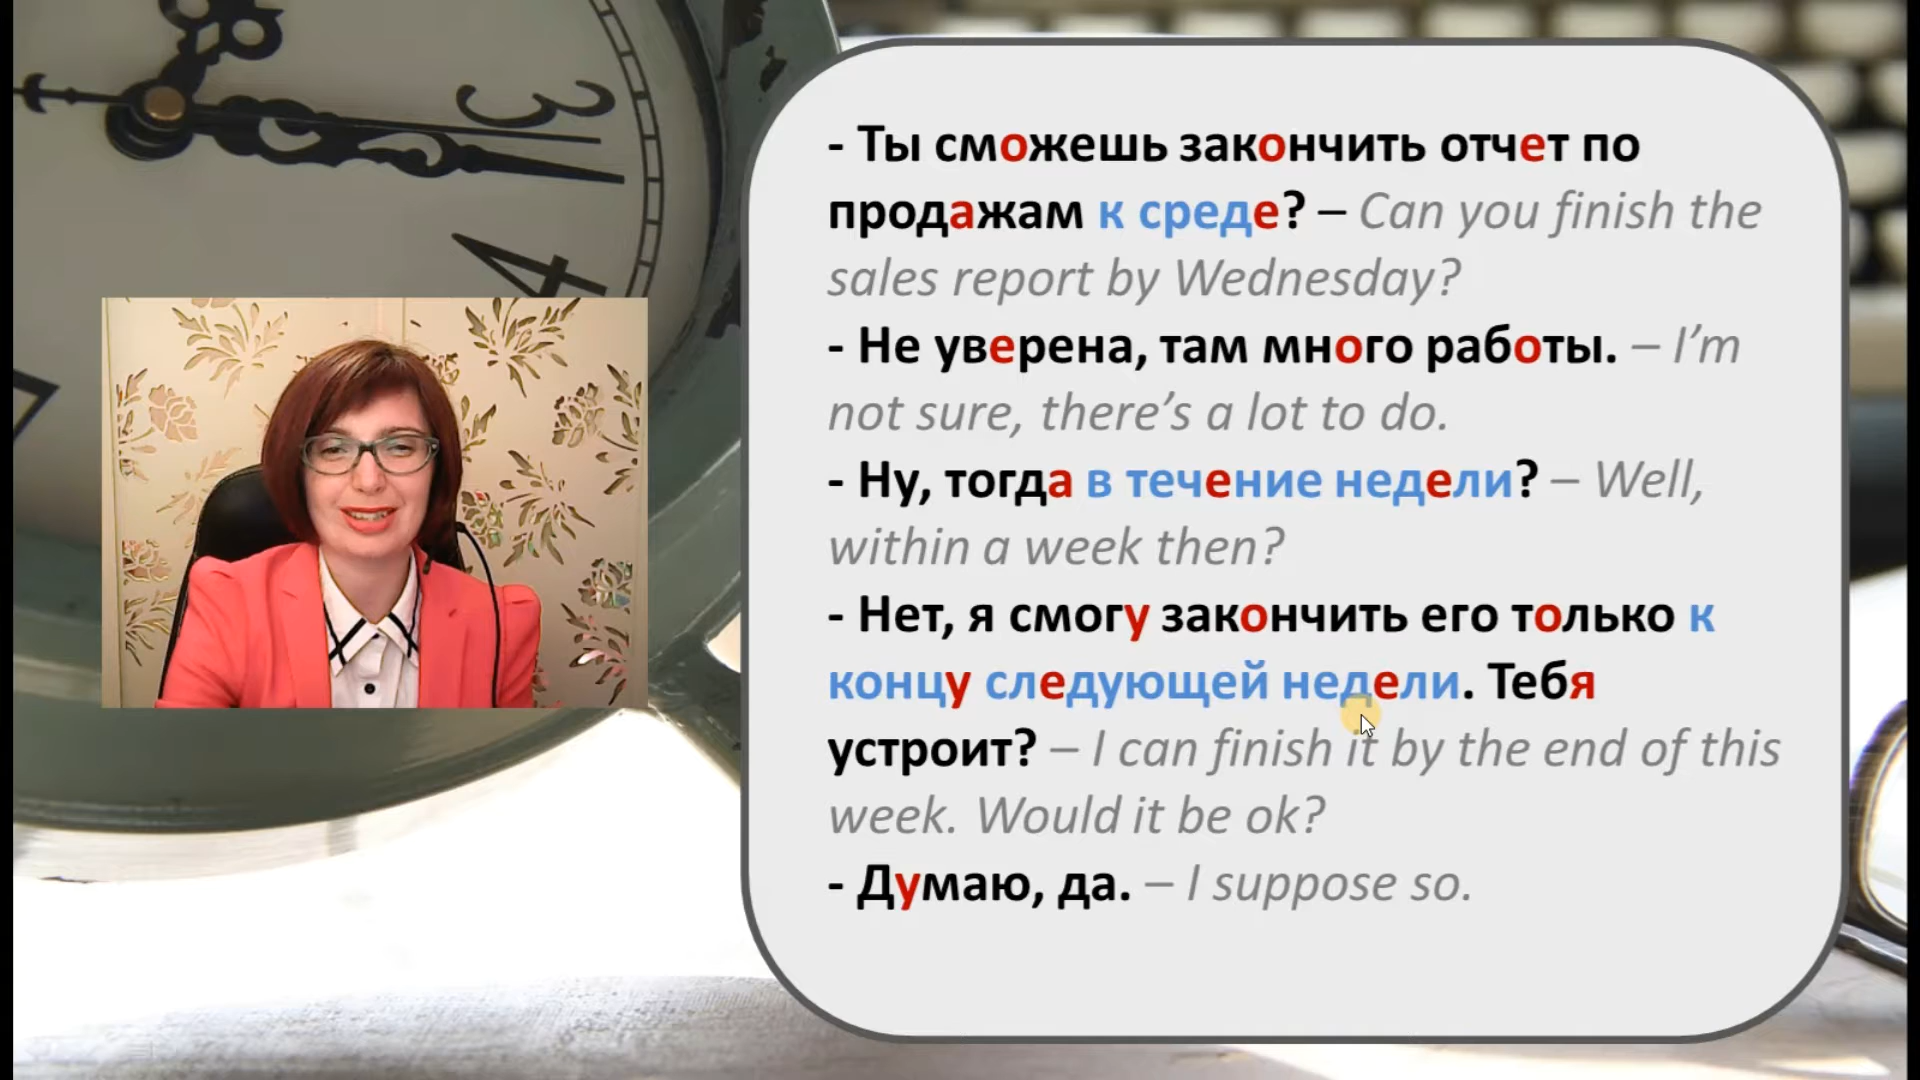 3
4
- Ты сможешь закончить отчет по
продажам к среде? – Can you finish the
sales report by Wednesday?
- Не уверена, там много работы. – I’m
not sure, there’s a lot to do.
- Ну, тогда в течение недели? – Well,
within a week then?
- Нет, я смогу закончить его только к
концу следующей недели. Тебя
устроит? – I can finish it by the end of this
week. Would it be ok?
- Думаю, да. – I suppose so.